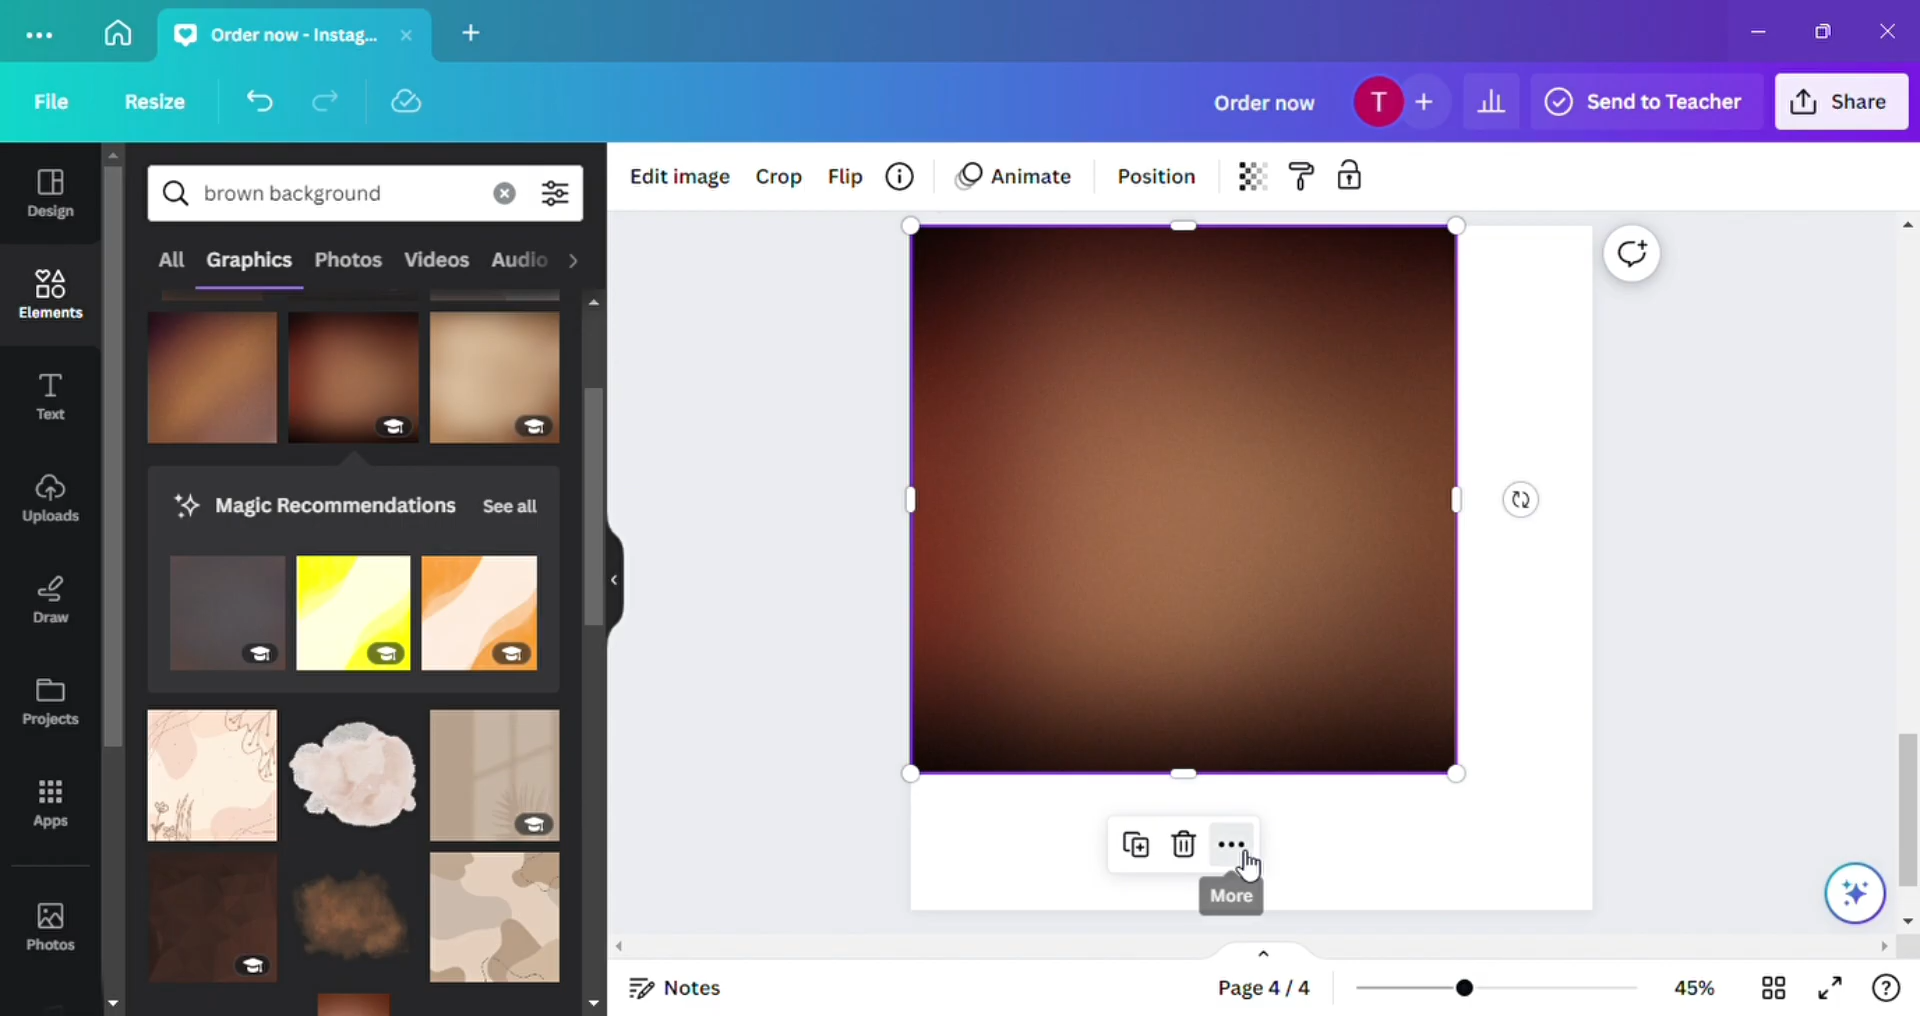 Order now - Instag...
File
Resize
Order now
T
Send to Teacher
Share
Design
Elements
Text
Uploads
Draw
Projects
Apps
Photos
brown background
All Graphics Photos Videos Audio
Magic Recommendations See all
Edit image Crop Flip Animate Position
More
Notes
Page 4 / 4
45%